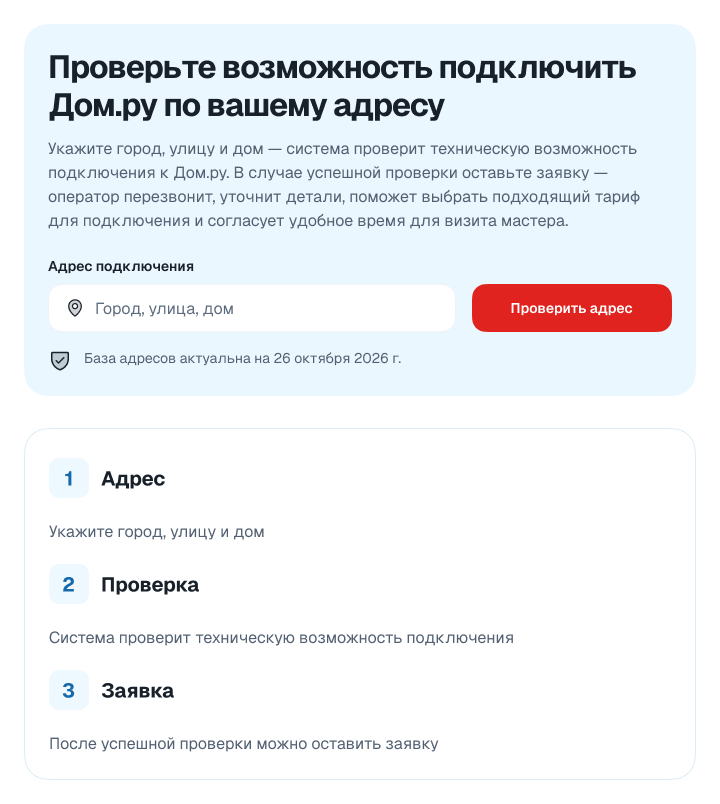 Проверьте возможность подключить
Дом.ру по вашему адресу
Укажите город, улицу и дом — система проверит техническую возможность
подключения к Дом.ру. В случае успешной проверки оставьте заявку —
оператор перезвонит, уточнит детали, поможет выбрать подходящий тариф
для подключения и согласует удобное время для визита мастера.
Адрес подключения
Город, улица, дом
Проверить адрес
База адресов актуальна на 26 октября 2026 г.
1 Адрес
Укажите город, улицу и дом
2 Проверка
Система проверит техническую возможность подключения
3 Заявка
После успешной проверки можно оставить заявку